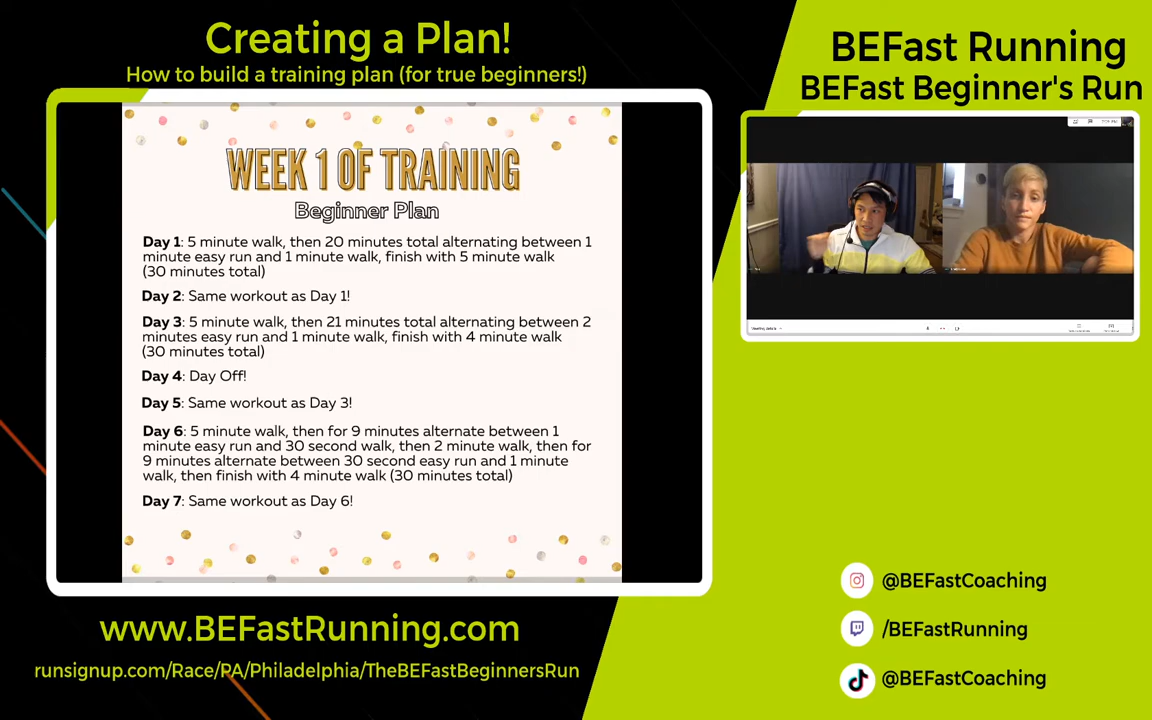 Creating a Plan!
How to build a training plan (for true beginners!)
BEFast Running
BEFast Beginner's Run
WEEK 1 OF TRAINING
Beginner Plan
Day 1: 5 minute walk, then 20 minutes total alternating between 1
minute easy run and 1 minute walk, finish with 5 minute walk
(30 minutes total)
Day 2: Same workout as Day 1!
Day 3: 5 minute walk, then 21 minutes total alternating between 2
minutes easy run and 1 minute walk, finish with 4 minute walk
(30 minutes total)
Day 4: Day Off!
Day 5: Same workout as Day 3!
Day 6: 5 minute walk, then for 9 minutes alternate between 1
minute easy run and 30 second walk, then 2 minute walk, then for
9 minutes alternate between 30 second easy run and 1 minute
walk, then finish with 4 minute walk (30 minutes total)
Day 7: Same workout as Day 6!
www.BEFastRunning.com
runsignup.com/Race/PA/Philadelphia/TheBEFastBeginnersRun
@BEFastCoaching
/BEFastRunning
@BEFastCoaching